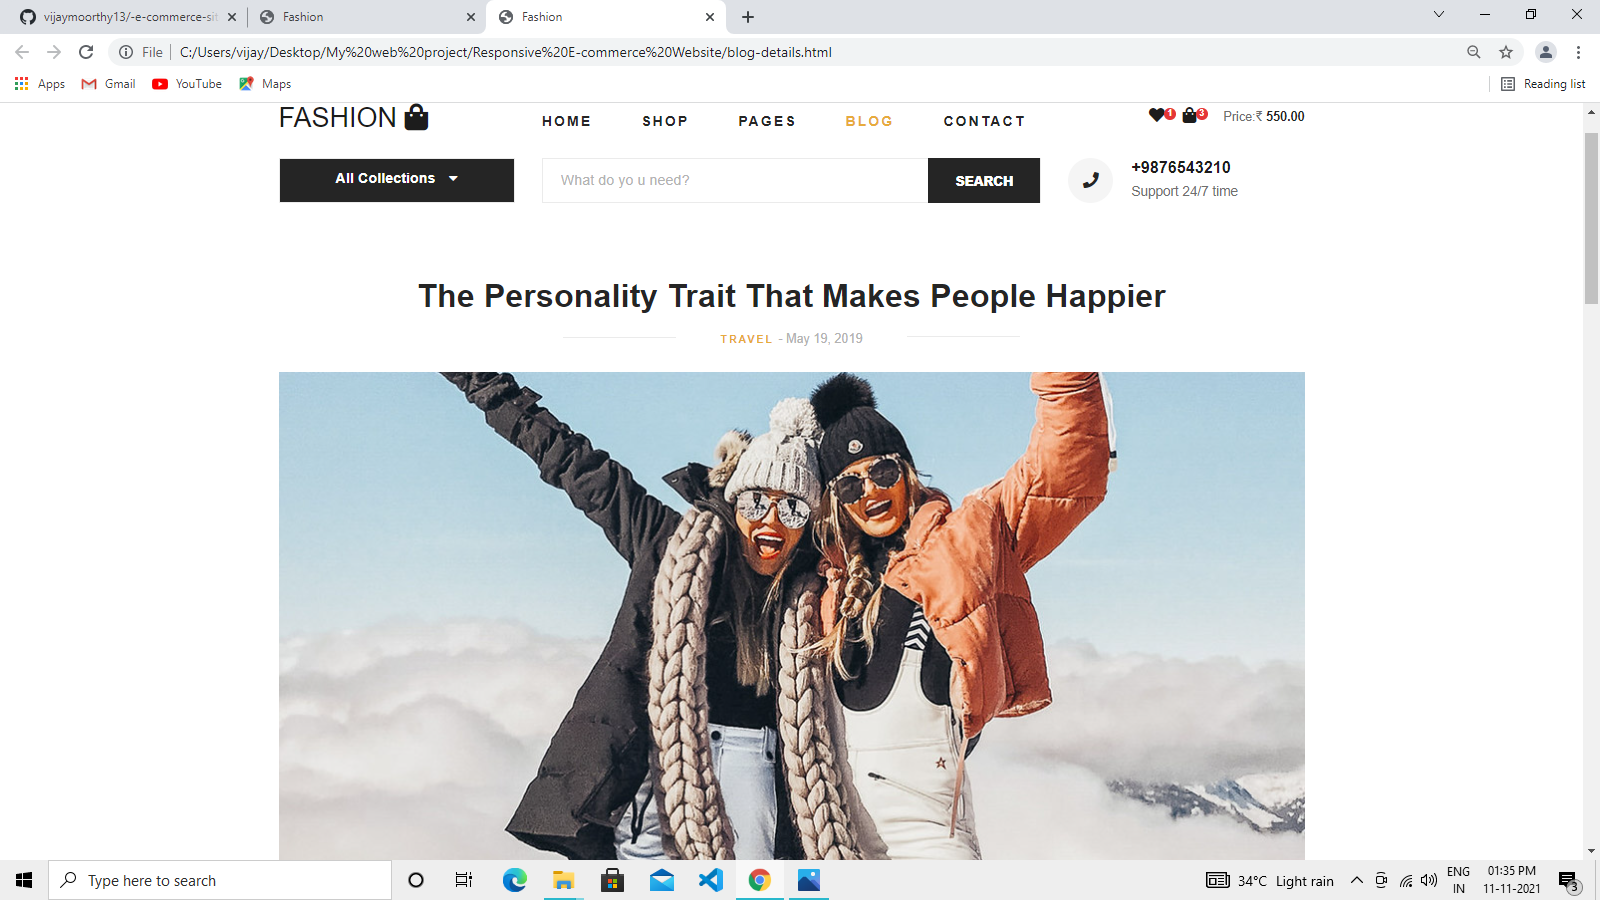 vijaymoorthy13/-e-commerce-sit
Fashion
Fashion
File
C:/Users/vijay/Desktop/My%20web%20project/Responsive%20E-commerce%20Website/blog-details.html
Apps
Gmail
YouTube
Maps
Reading list
FASHION
HOME
SHOP
PAGES
BLOG
CONTACT
1
3
Price:₹ 550.00
All Collections
What do yo u need?
SEARCH
+9876543210
Support 24/7 time
The Personality Trait That Makes People Happier
TRAVEL - May 19, 2019
Type here to search
34°C Light rain
ENG
IN
01:35 PM
11-11-2021
3